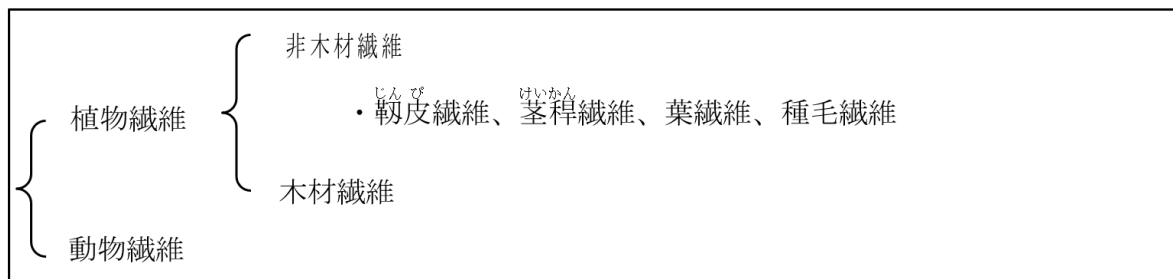 非木材繊維
じん ぴ けいかん
植物繊維 ・靱皮繊維、茎稈繊維、葉繊維、種毛繊維
木材繊維
動物繊維